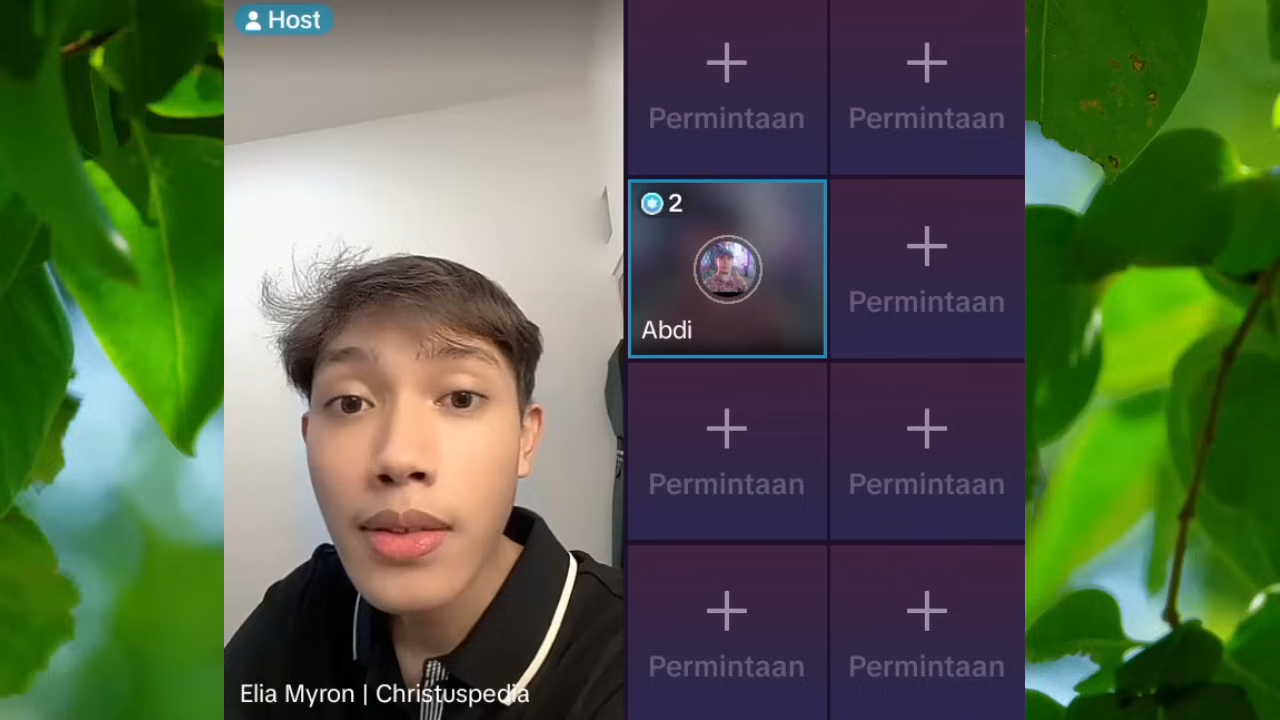 Host
Elia Myron | Christuspedia
Permintaan
Permintaan
2
Abdi
Permintaan
Permintaan
Permintaan
Permintaan
Permintaan